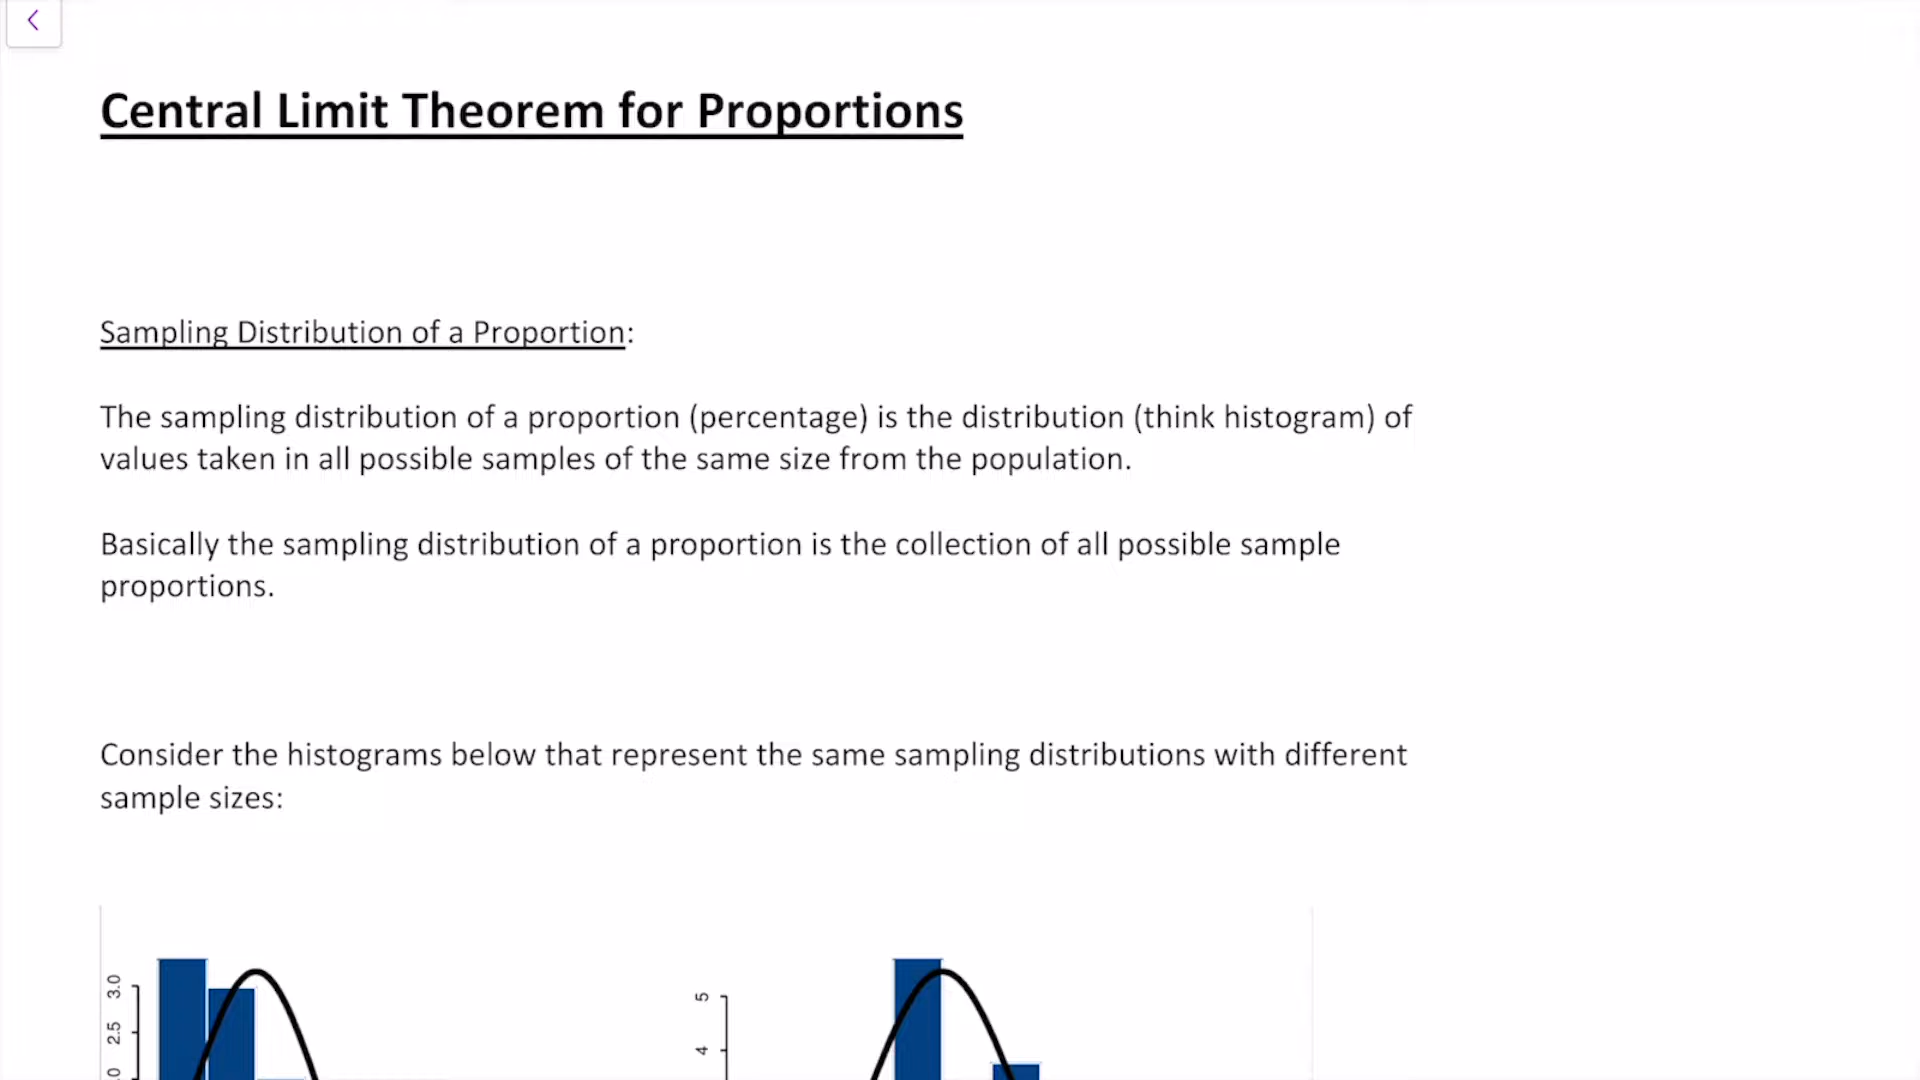 Central Limit Theorem for Proportions
Sampling Distribution of a Proportion:
The sampling distribution of a proportion (percentage) is the distribution (think histogram) of
values taken in all possible samples of the same size from the population.
Basically the sampling distribution of a proportion is the collection of all possible sample
proportions.
Consider the histograms below that represent the same sampling distributions with different
sample sizes:
3.0
2.5
5
4